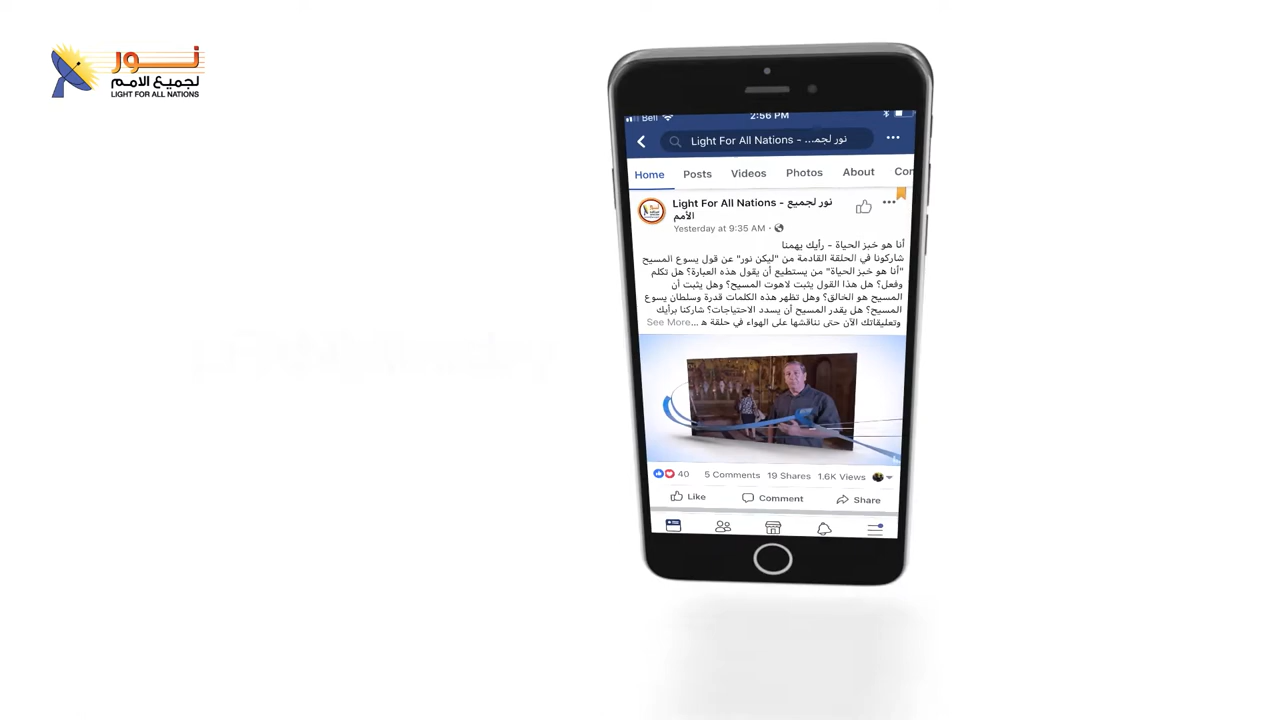 نور
لجميع الامم
LIGHT FOR ALL NATIONS
Bell
2:56 PM
Light For All Nations - نور لجم...
Home Posts Videos Photos About Con
Light For All Nations - نور لجميع
الأمم
Yesterday at 9:35 AM
أنا هو خبز الحياة - رأيك يهمنا
شاركونا في الحلقة القادمة من "ليكن نور" عن قول يسوع المسيح
"أنا هو خبز الحياة" من يستطيع أن يقول هذه العبارة؟ هل تكلم
وفعل؟ هل هذا القول يثبت لاهوت المسيح؟ وهل يثبت أن
المسيح هو الخالق؟ وهل تظهر هذه الكلمات قدرة وسلطان يسوع
المسيح؟ هل يقدر المسيح أن يسدد الاحتياجات؟ شاركنا برأيك
وتعليقاتك الآن حتى نناقشها على الهواء في حلقة ه... See More
40 5 Comments 19 Shares 1.6K Views
Like Comment Share